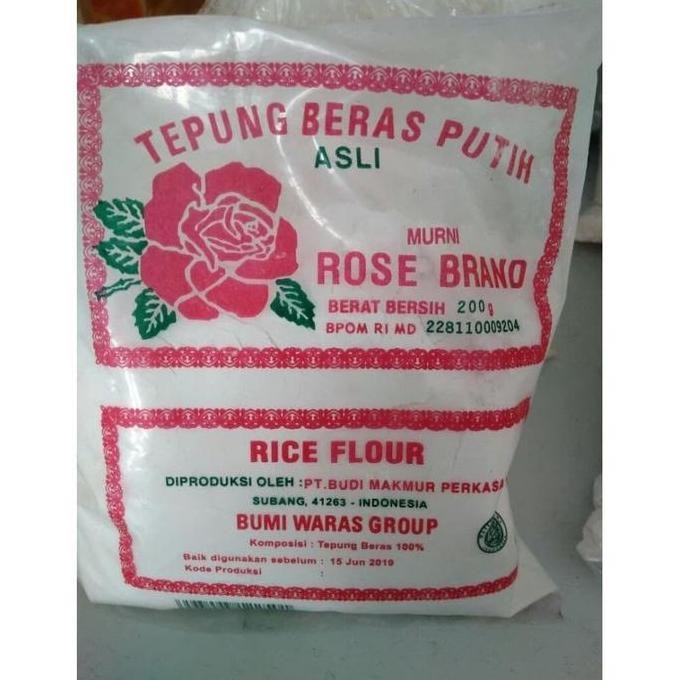 TEPUNG BERAS PUTIH
ASLI
MURNI
ROSE BRAND
BERAT BERSIH 200g
BPOM RI MD 228110009204
RICE FLOUR
DIPRODUKSI OLEH : PT. BUDI MAKMUR PERKASA
SUBANG, 41263 - INDONESIA
BUMI WARAS GROUP
Komposisi : Tepung Beras 100%
Baik digunakan sebelum : 15 Jun 2019
Kode Produksi :